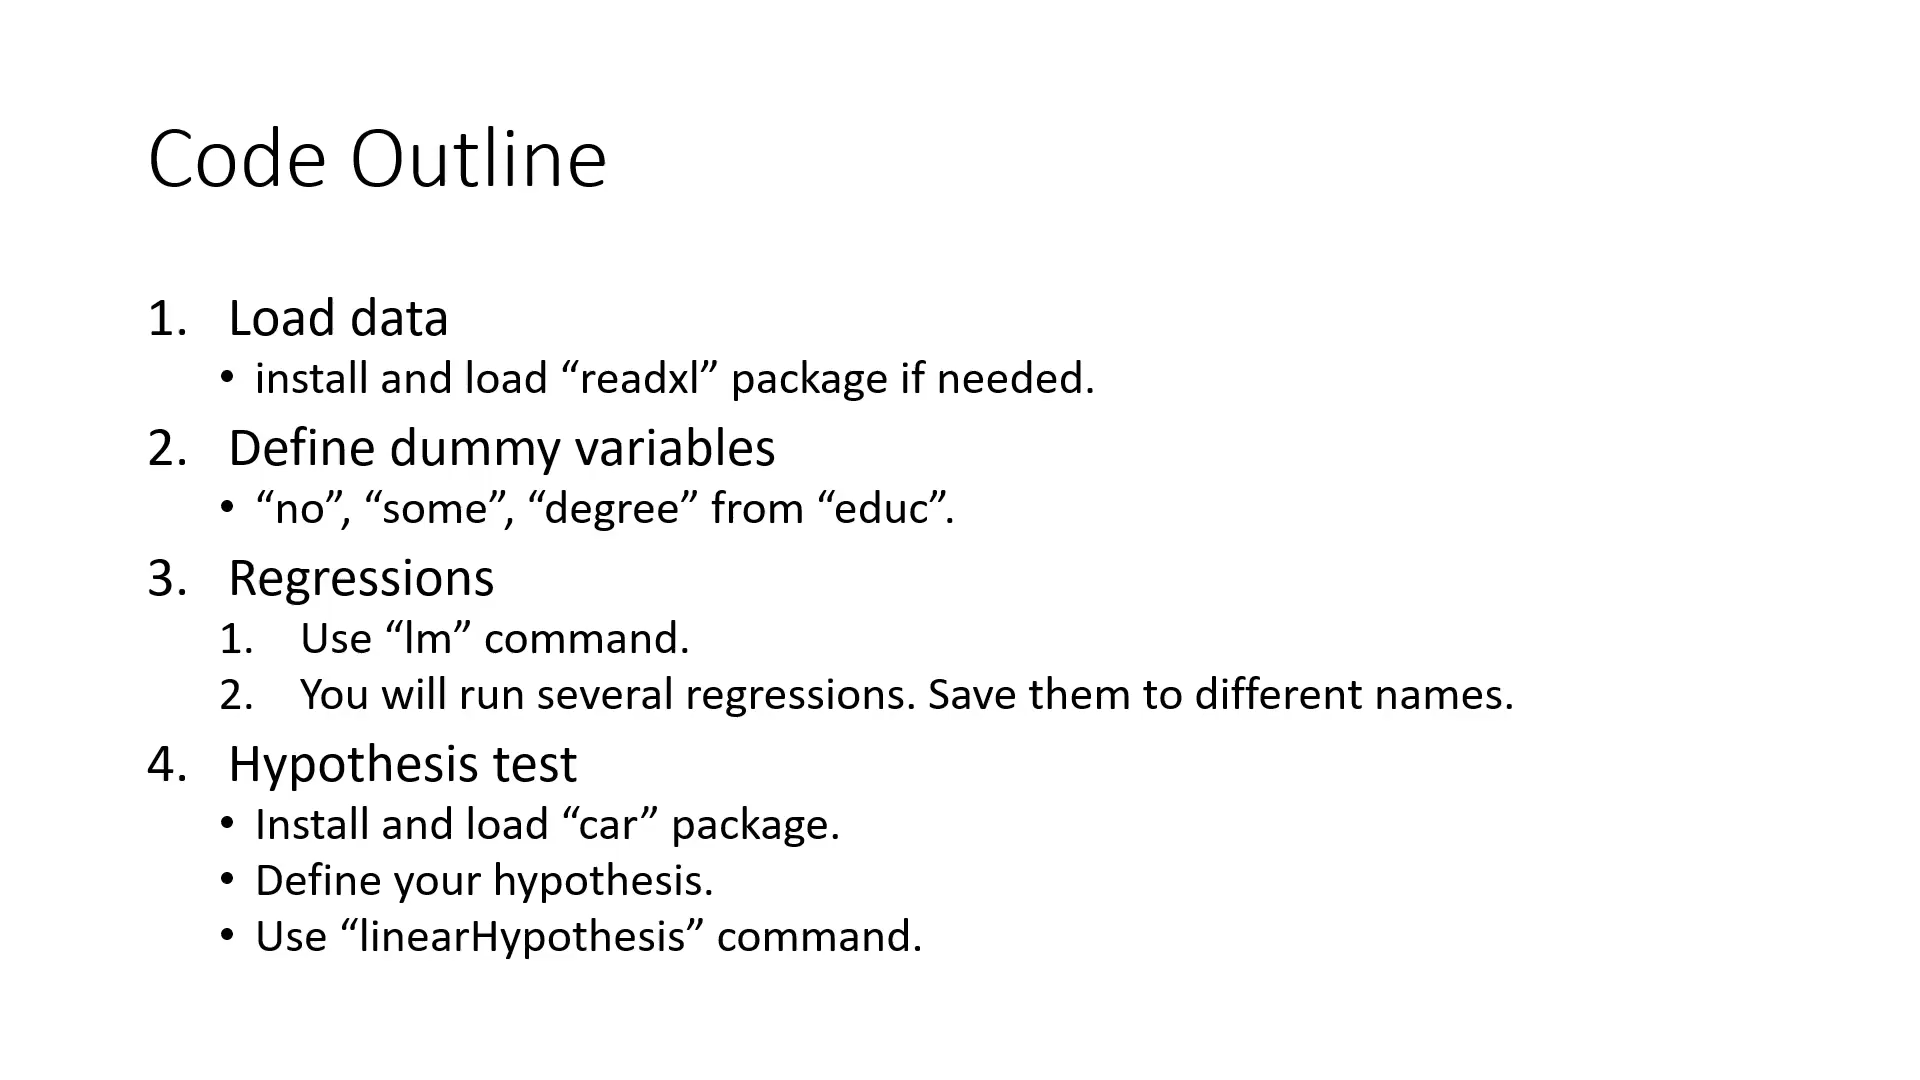 Code Outline
1. Load data
• install and load “readxl” package if needed.
2. Define dummy variables
• “no”, “some”, “degree” from “educ”.
3. Regressions
1. Use “lm” command.
2. You will run several regressions. Save them to different names.
4. Hypothesis test
• Install and load “car” package.
• Define your hypothesis.
• Use “linearHypothesis” command.